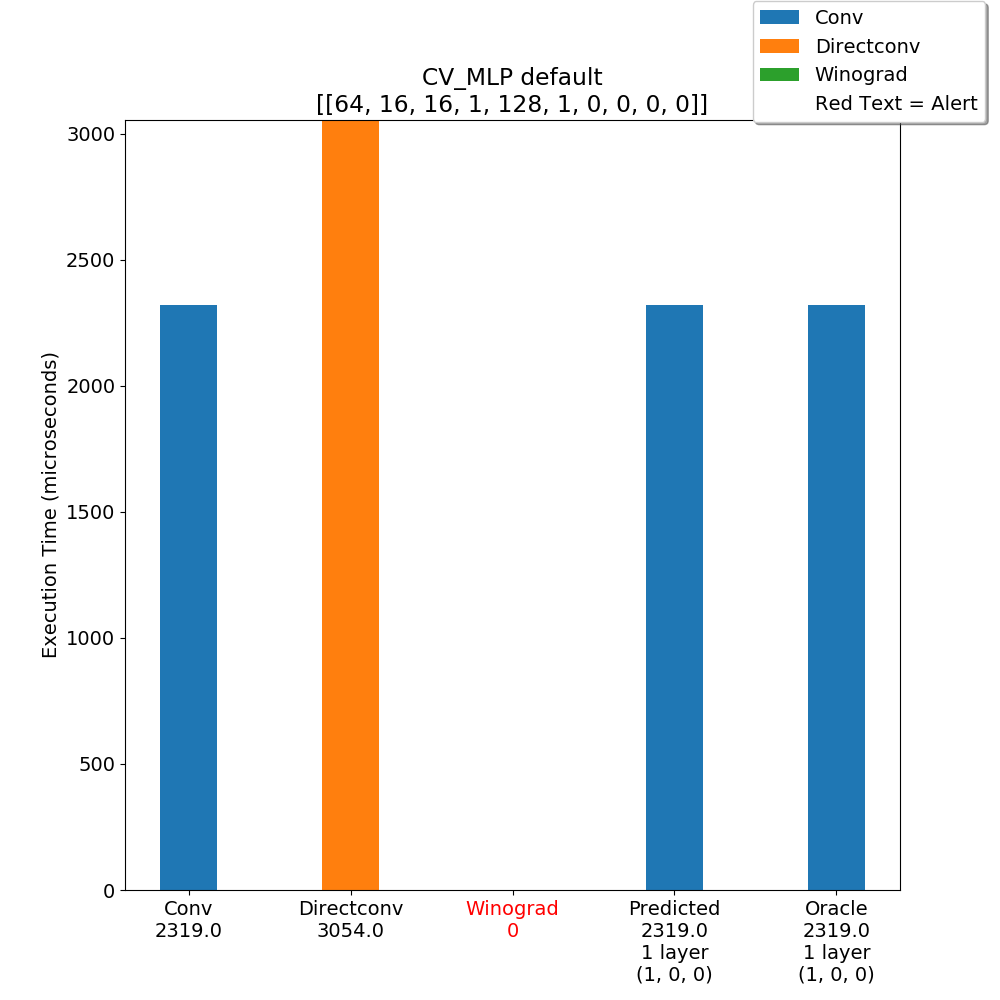 Conv
Directconv
Winograd
Red Text = Alert
CV_MLP default
[[64, 16, 16, 1, 128, 1, 0, 0, 0, 0]]
Execution Time (microseconds)
3000
2500
2000
1500
1000
500
0
Conv
2319.0
Directconv
3054.0
Winograd
0
Predicted
2319.0
1 layer
(1, 0, 0)
Oracle
2319.0
1 layer
(1, 0, 0)